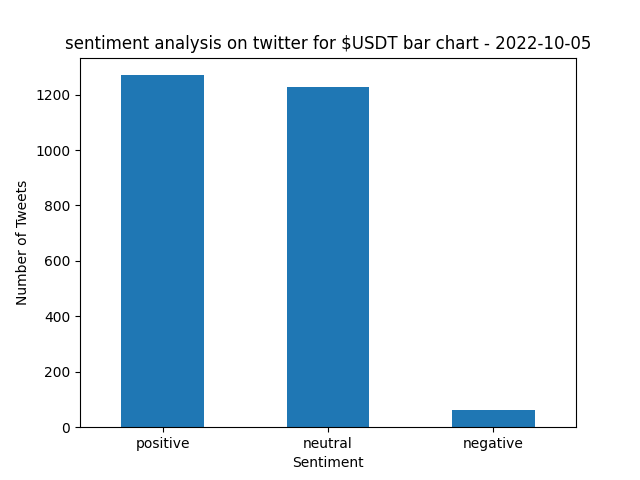 sentiment analysis on twitter for $USDT bar chart - 2022-10-05
1200
1000
800
600
400
200
0
Number of Tweets
positive
neutral
negative
Sentiment